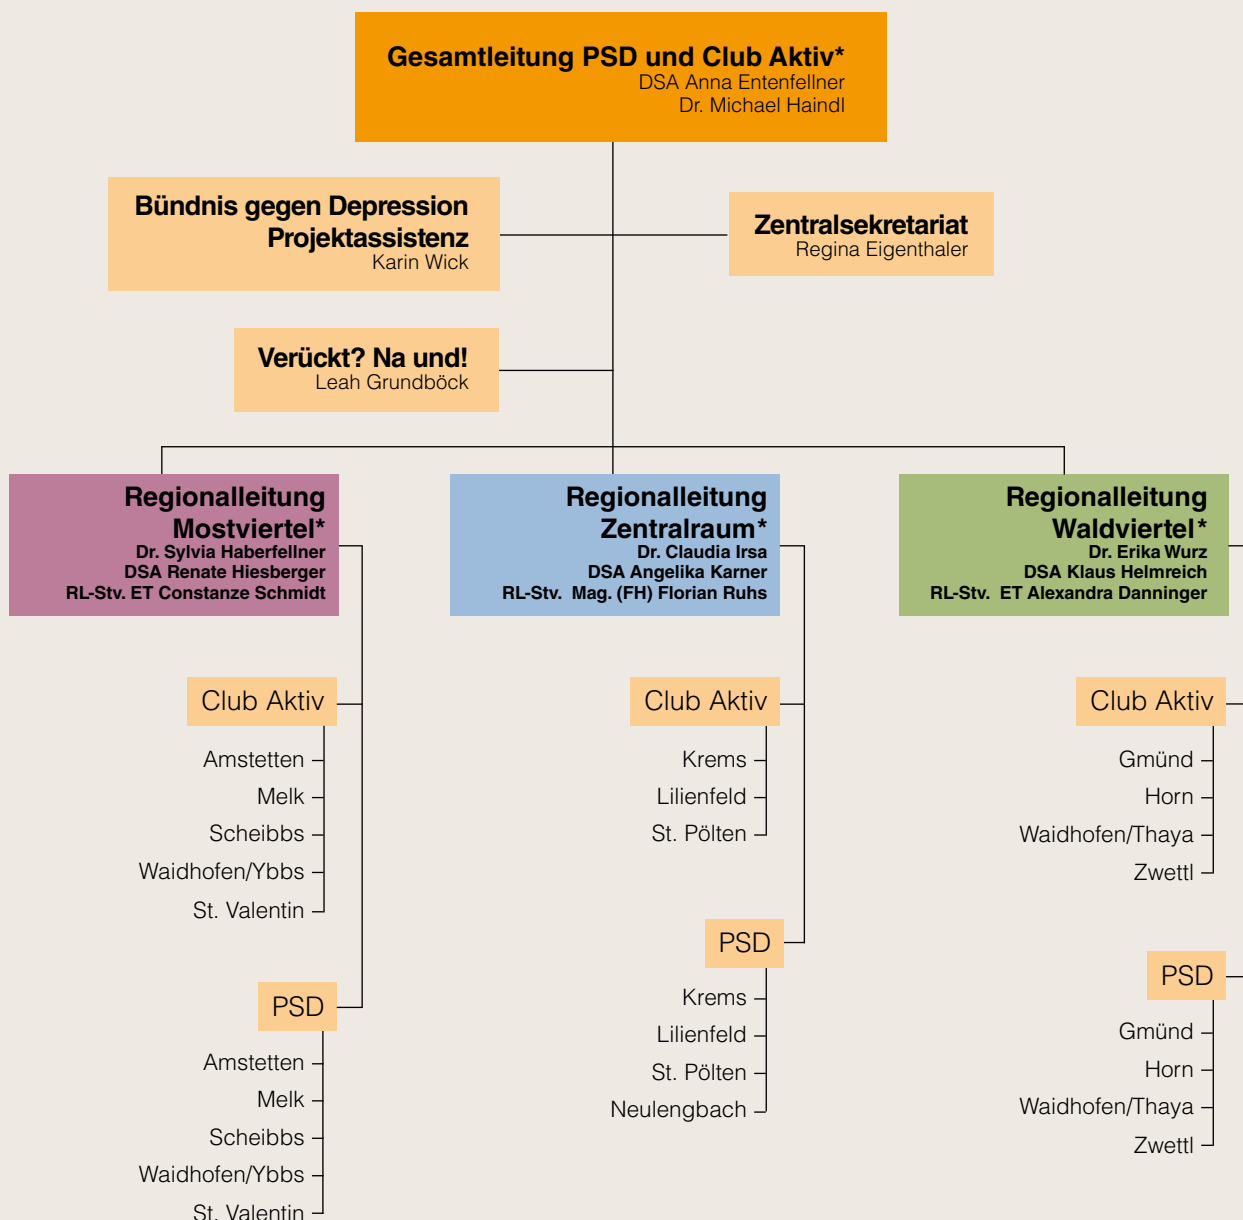 Gesamtleitung PSD und Club Aktiv*
DSA Anna Entenfellner
Dr. Michael Haindl
Bündnis gegen Depression
Projektassistenz
Karin Wick
Zentralsekretariat
Regina Eigenthaler
Verückt? Na und!
Leah Grundböck
Regionalleitung
Mostviertel*
Dr. Sylvia Haberfellner
DSA Renate Hiesberger
RL-Stv. ET Constanze Schmidt
Club Aktiv
Amstetten
Melk
Scheibbs
Waidhofen/Ybbs
St. Valentin
PSD
Amstetten
Melk
Scheibbs
Waidhofen/Ybbs
St. Valentin
Regionalleitung
Zentralraum*
Dr. Claudia Irsa
DSA Angelika Karner
RL-Stv. Mag. (FH) Florian Ruhs
Club Aktiv
Krems
Lilienfeld
St. Pölten
PSD
Krems
Lilienfeld
St. Pölten
Neulengbach
Regionalleitung
Waldviertel*
Dr. Erika Wurz
DSA Klaus Helmreich
RL-Stv. ET Alexandra Danninger
Club Aktiv
Gmünd
Horn
Waidhofen/Thaya
Zwettl
PSD
Gmünd
Horn
Waidhofen/Thaya
Zwettl